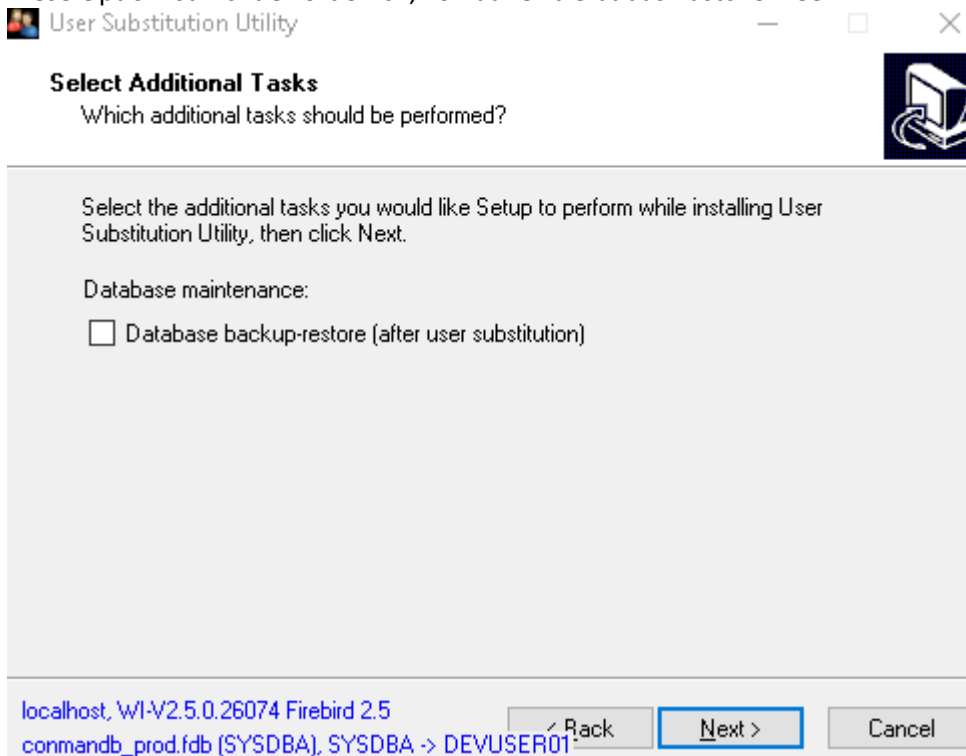 User Substitution Utility
Select Additional Tasks
Which additional tasks should be performed?
Select the additional tasks you would like Setup to perform while installing User
Substitution Utility, then click Next.
Database maintenance:
Database backup-restore (after user substitution)
localhost, WI-V2.5.0.26074 Firebird 2.5
conmandb_prod.fdb (SYSDBA), SYSDBA -> DEVUSER01
< Back Next > Cancel